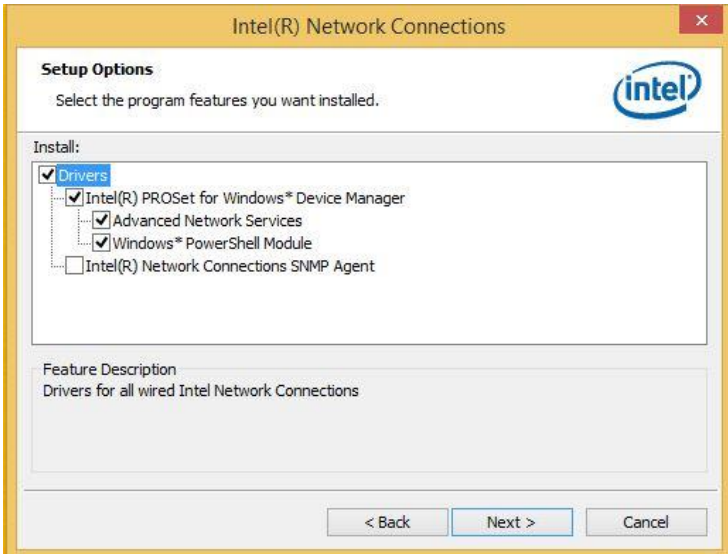 Intel(R) Network Connections
Setup Options
Select the program features you want installed.
intel
Install:
Drivers
Intel(R) PROSet for Windows* Device Manager
Advanced Network Services
Windows* PowerShell Module
Intel(R) Network Connections SNMP Agent
Feature Description
Drivers for all wired Intel Network Connections
< Back
Next >
Cancel